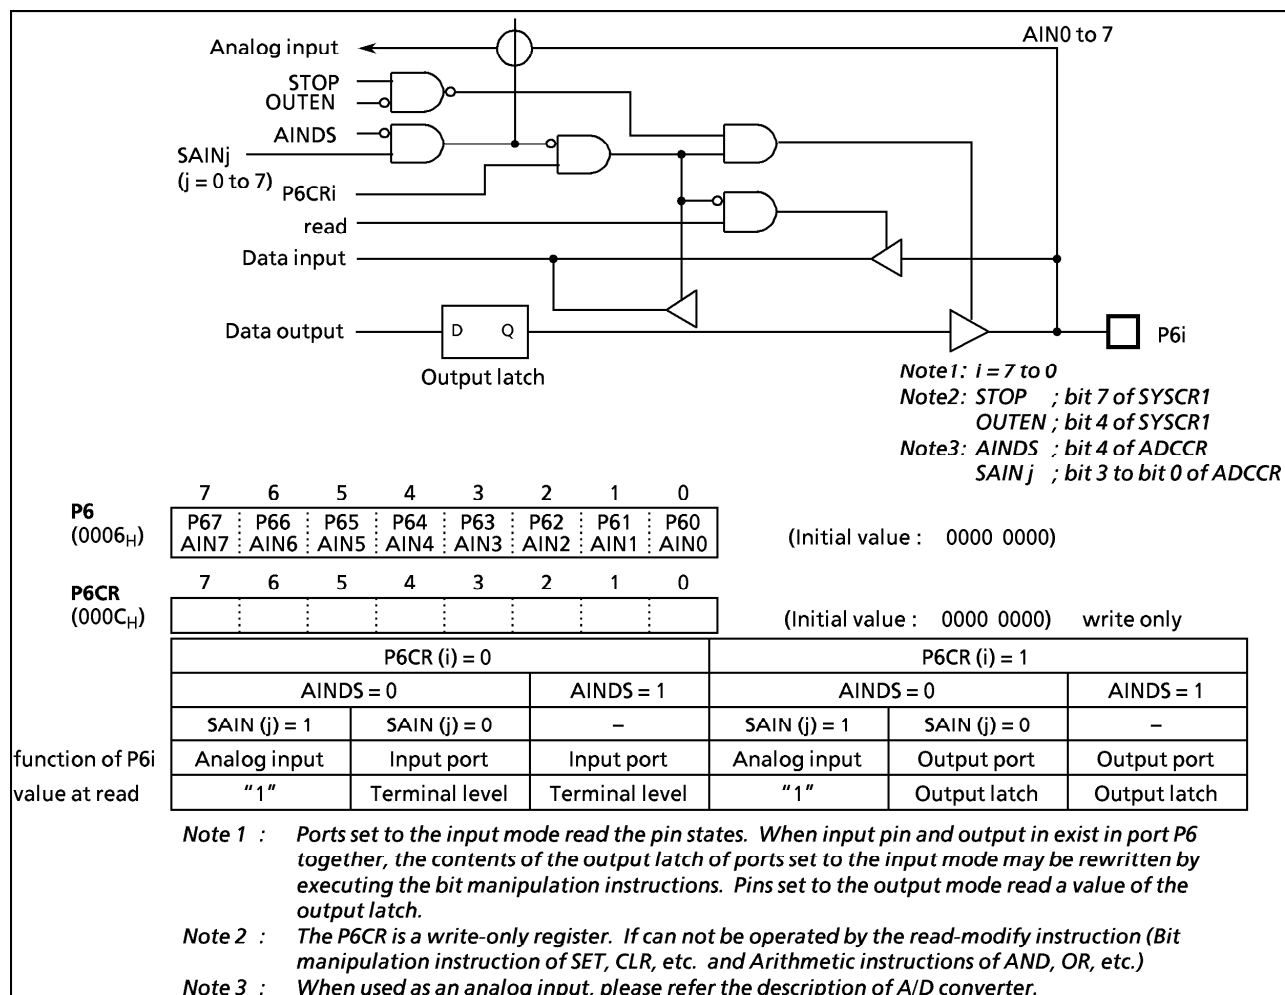 AIN0 to 7
Analog input
STOP
OUTEN
AINDS
SAINj
(j = 0 to 7)
P6CRi
read
Data input
Data output
D Q
P6i
Output latch
Note1: i = 7 to 0
Note2: STOP ; bit 7 of SYSCR1
OUTEN ; bit 4 of SYSCR1
Note3: AINDS ; bit 4 of ADCCR
SAIN j ; bit 3 to bit 0 of ADCCR
7 6 5 4 3 2 1 0
P6
(0006H)
P67 P66 P65 P64 P63 P62 P61 P60
AIN7 AIN6 AIN5 AIN4 AIN3 AIN2 AIN1 AIN0
(Initial value : 0000 0000)
7 6 5 4 3 2 1 0
P6CR
(000CH)
(Initial value : 0000 0000) write only
P6CR (i) = 0 P6CR (i) = 1
AINDS = 0 AINDS = 1 AINDS = 0 AINDS = 1
SAIN (j) = 1 SAIN (j) = 0 – SAIN (j) = 1 SAIN (j) = 0 –
function of P6i Analog input Input port Input port Analog input Output port Output port
value at read "1" Terminal level Terminal level "1" Output latch Output latch
Note 1 : Ports set to the input mode read the pin states. When input pin and output in exist in port P6
together, the contents of the output latch of ports set to the input mode may be rewritten by
executing the bit manipulation instructions. Pins set to the output mode read a value of the
output latch.
Note 2 : The P6CR is a write-only register. If can not be operated by the read-modify instruction (Bit
manipulation instruction of SET, CLR, etc. and Arithmetic instructions of AND, OR, etc.)
Note 3 : When used as an analog input, please refer the description of A/D converter.